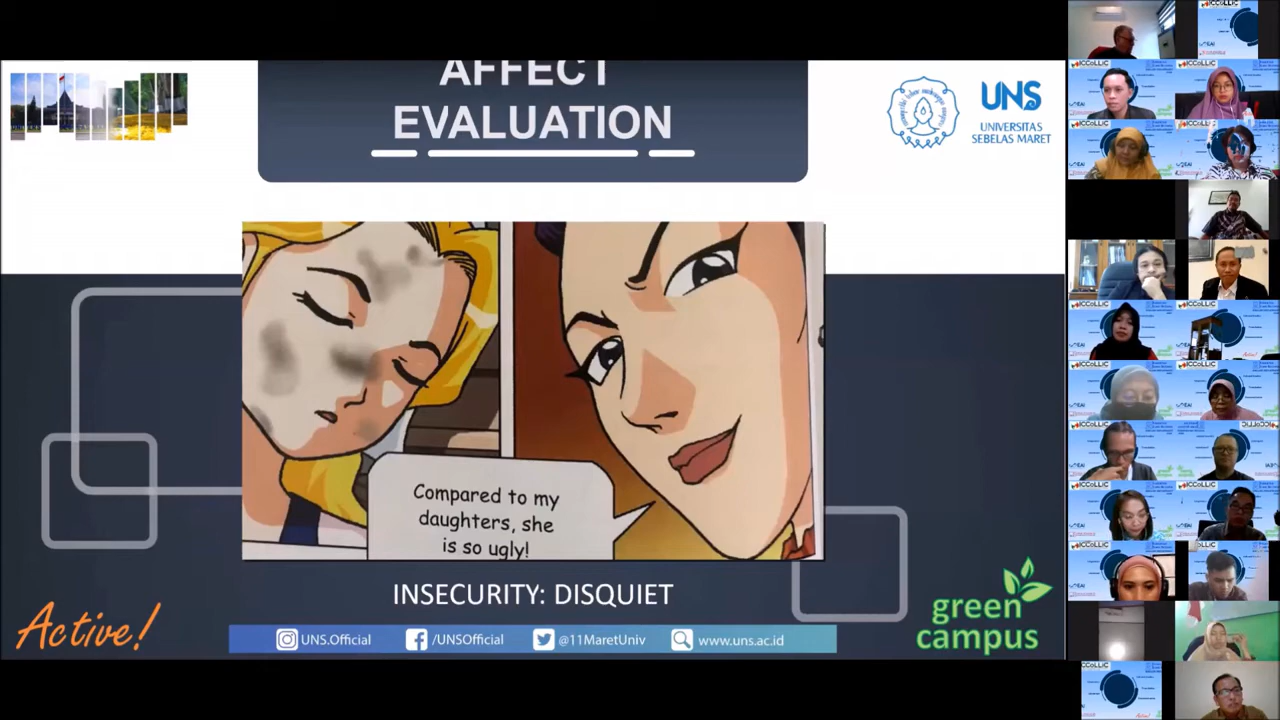 AFFECT
EVALUATION
UNS
UNIVERSITAS
SEBELAS MARET
Compared to my
daughters, she
is so ugly!
INSECURITY: DISQUIET
Active!
UNS.Official
/UNSOfficial
@11MaretUniv
www.uns.ac.id
green
campus
ICCoLLiC